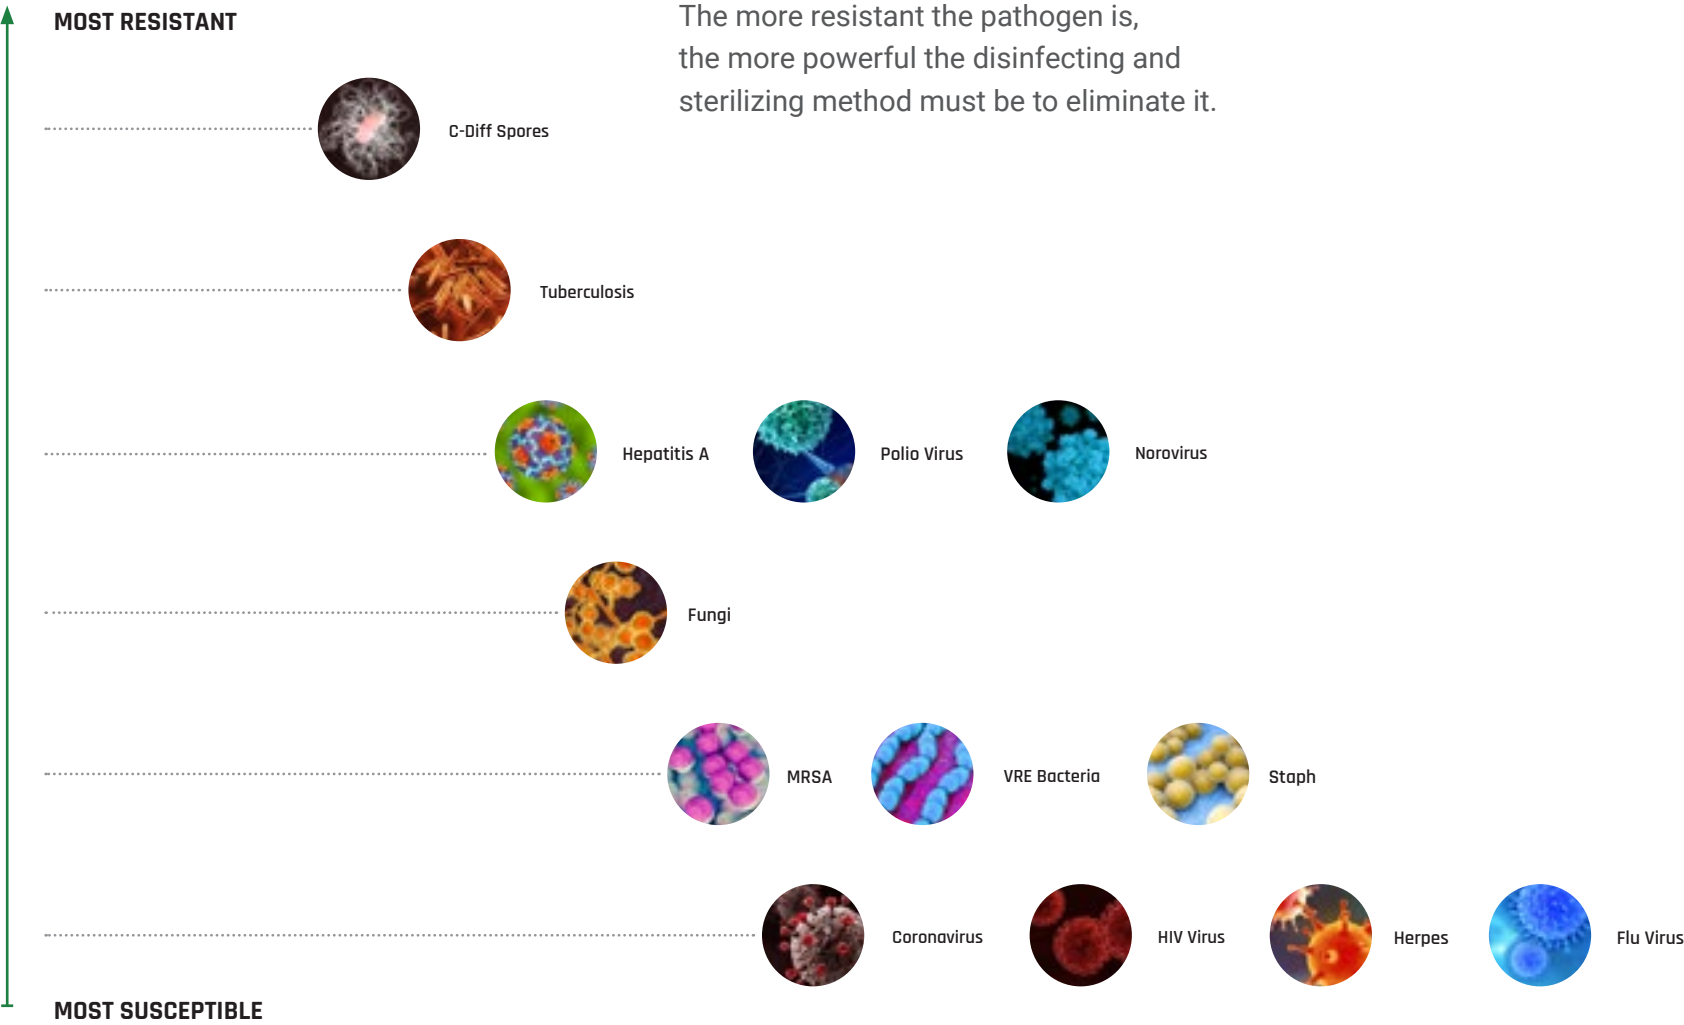 MOST RESISTANT
The more resistant the pathogen is,
the more powerful the disinfecting and
sterilizing method must be to eliminate it.
C-Diff Spores
Tuberculosis
Hepatitis A
Polio Virus
Norovirus
Fungi
MRSA
VRE Bacteria
Staph
Coronavirus
HIV Virus
Herpes
Flu Virus
MOST SUSCEPTIBLE